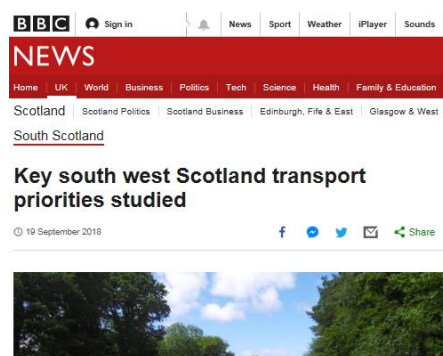 BBC Sign in News Sport Weather iPlayer Sounds
NEWS
Home UK World Business Politics Tech Science Health Family & Education
Scotland Scotland Politics Scotland Business Edinburgh, Fife & East Glasgow & West
South Scotland
Key south west Scotland transport
priorities studied
19 September 2018 Share